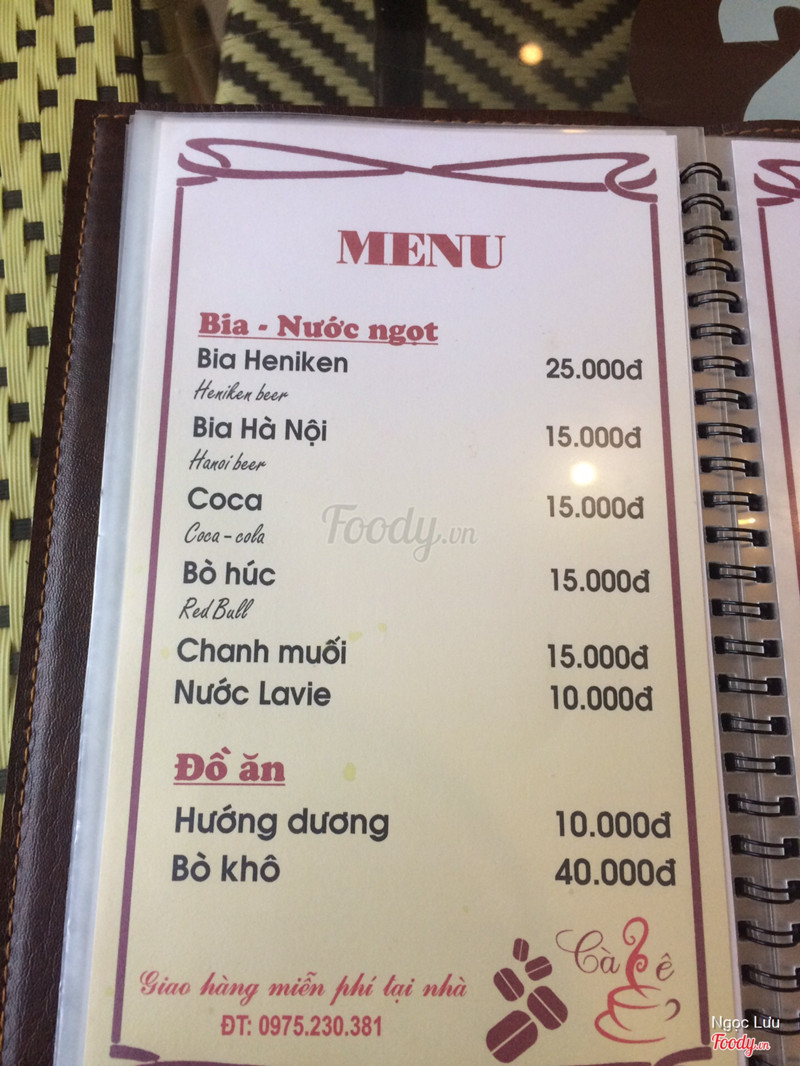 MENU
Bia - Nước ngọt
Bia Heniken 25.000đ
Heniken beer
Bia Hà Nội 15.000đ
Hanoi beer
Coca 15.000đ
Coca - cola
Foody.vn
Bò húc 15.000đ
Red Bull
Chanh muối 15.000đ
Nước Lavie 10.000đ
Đồ ăn
Hướng dương 10.000đ
Bò khô 40.000đ
Cà fê
Giao hàng miễn phí tại nhà
ĐT: 0975.230.381
Ngọc Lưu
Foody.vn